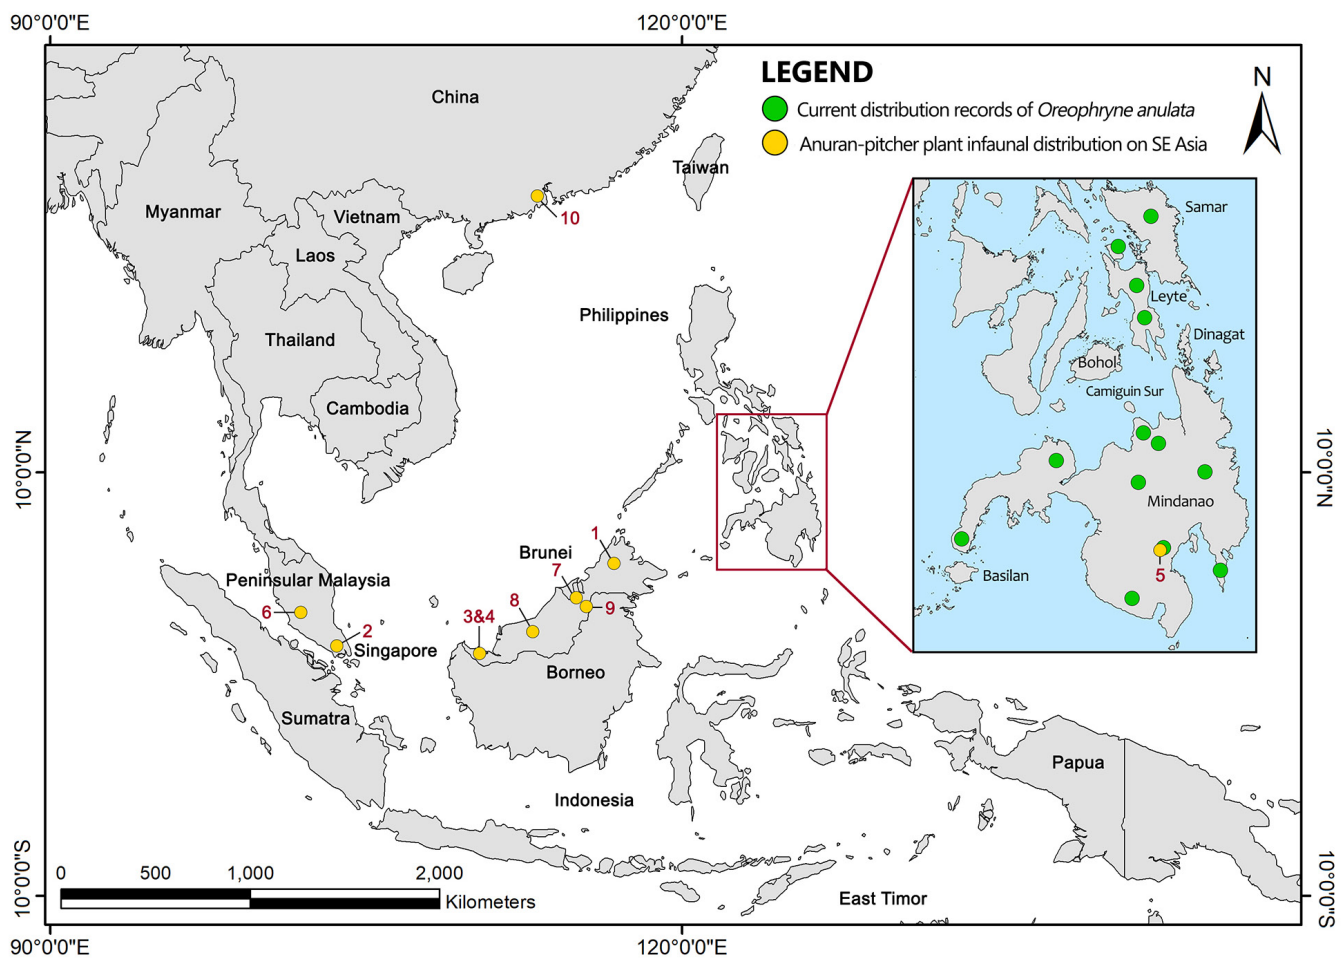 90°0'0"E
120°0'0"E
LEGEND
N
Current distribution records of Oreophryne anulata
Anuran-pitcher plant infaunal distribution on SE Asia
China
Taiwan
Myanmar
Vietnam
10
Laos
Samar
Leyte
Philippines
Dinagat
Thailand
Bohol
Camiguin Sur
Cambodia
10°0'0"N
10°0'0"N
Mindanao
1
Brunei
5
Basilan
7
Peninsular Malaysia
6
8
9
3&4
2
Singapore
Borneo
Sumatra
Papua
Indonesia
0
500
1,000
2,000
Kilometers
East Timor
10°0'0"S
10°0'0"S
90°0'0"E
120°0'0"E